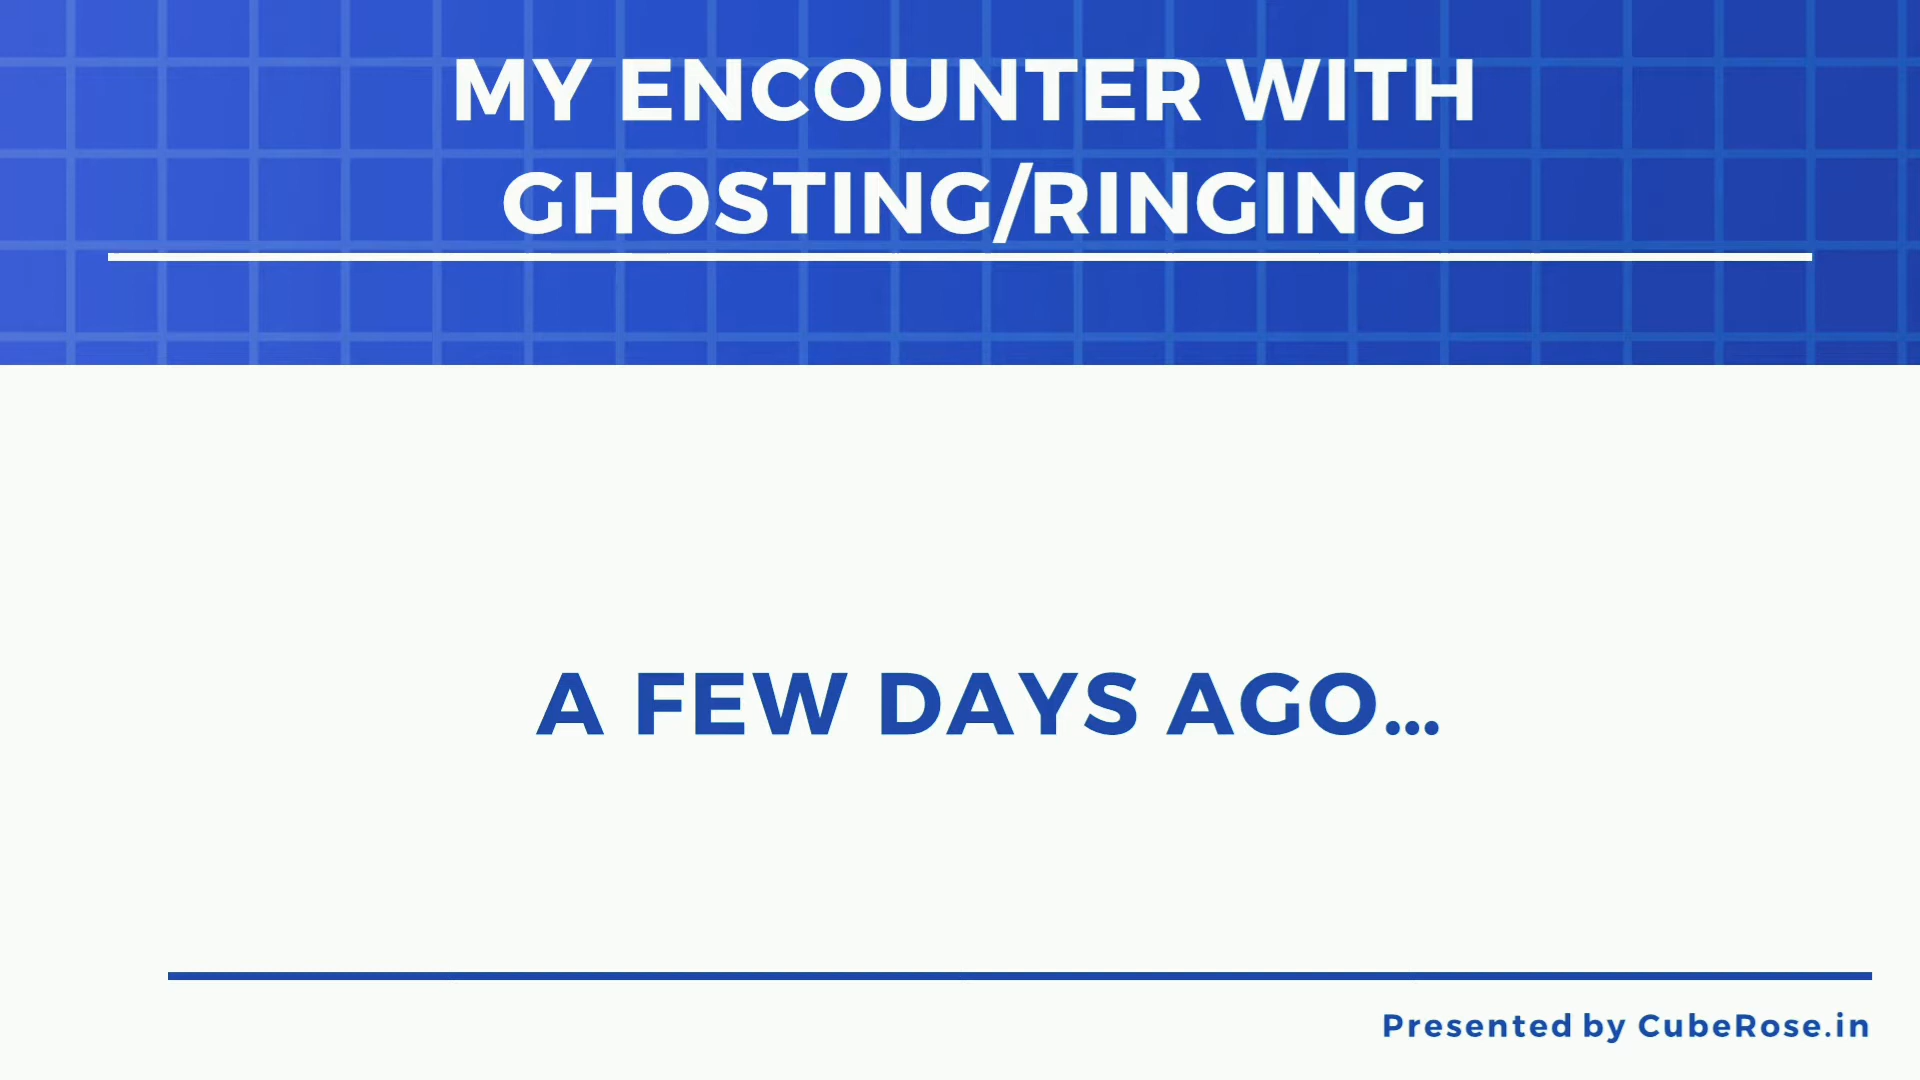 MY ENCOUNTER WITH
GHOSTING/RINGING
A FEW DAYS AGO...
Presented by CubeRose.in